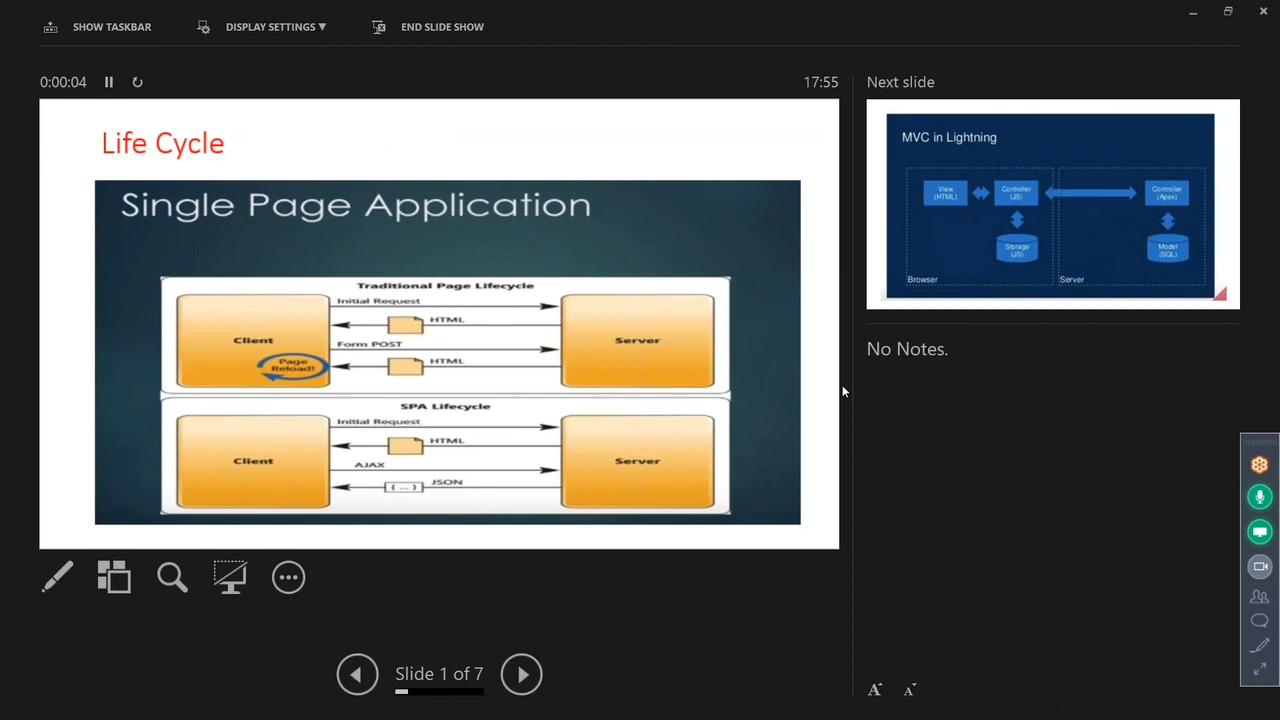 SHOW TASKBAR
DISPLAY SETTINGS ▼
END SLIDE SHOW
0:00:04
17:55
Next slide
Life Cycle
Single Page Application
Traditional Page Lifecycle
Initial Request
HTML
Client
Server
Form POST
HTML
Page
Reload!
SPA Lifecycle
Initial Request
HTML
Client
Server
AJAX
{ ... }
JSON
MVC in Lightning
View
(HTML)
Controller
(JS)
Controller
(Apex)
Storage
(JS)
Model
(SQL)
Browser
Server
No Notes.
Slide 1 of 7
A
A